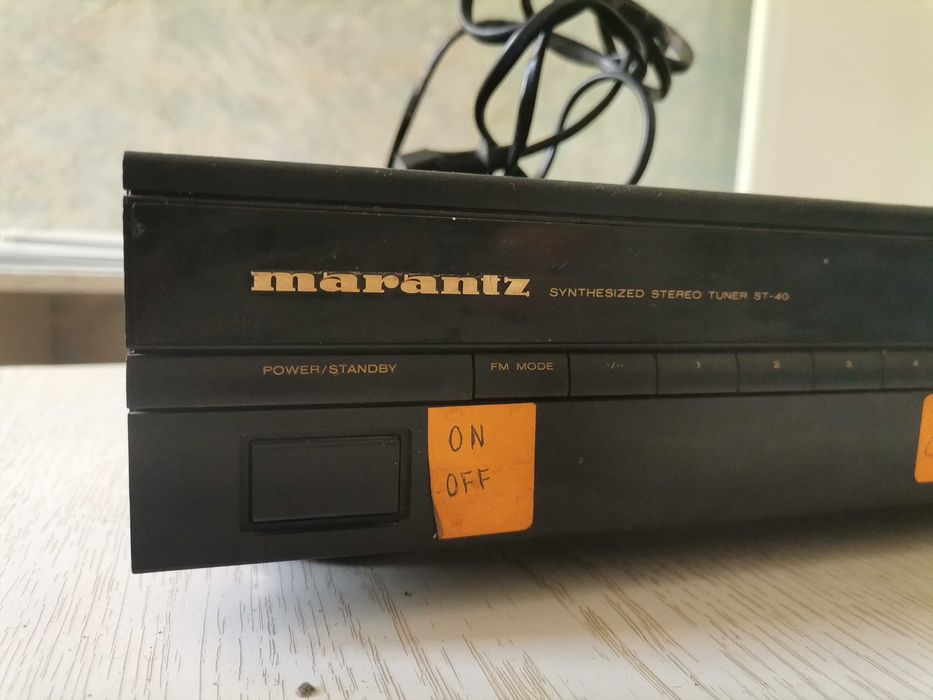 marantz SYNTHESIZED STEREO TUNER ST-40
POWER/STANDBY FM MODE -/-- 1 2 3 4
ON
OFF